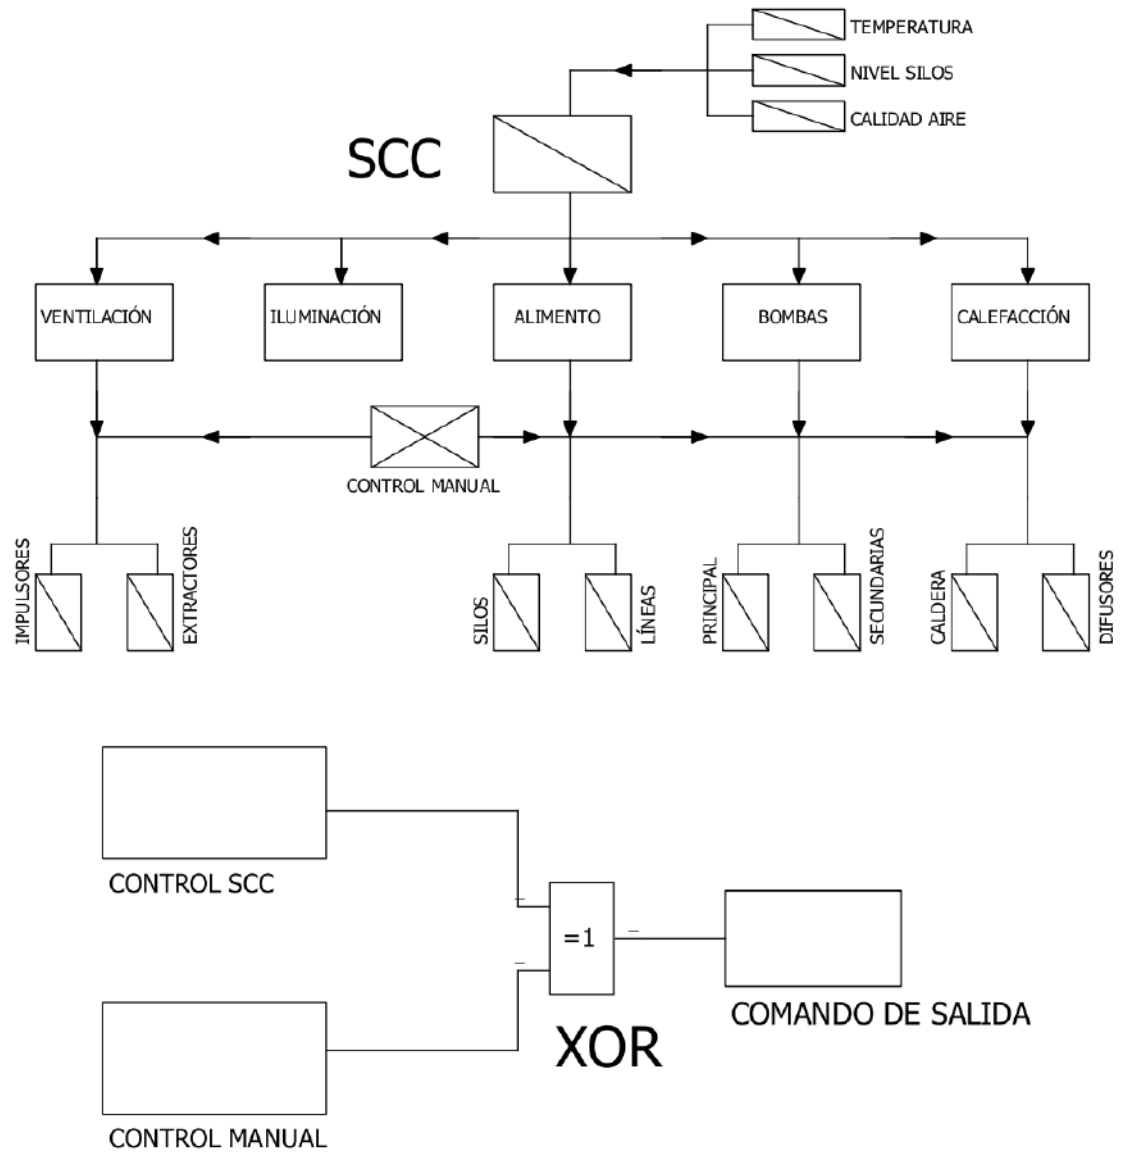 TEMPERATURA
NIVEL SILOS
CALIDAD AIRE
SCC
VENTILACIÓN
ILUMINACIÓN
ALIMENTO
BOMBAS
CALEFACCIÓN
CONTROL MANUAL
IMPULSORES
EXTRACTORES
SILOS
LÍNEAS
PRINCIPAL
SECUNDARIAS
CALDERA
DIFUSORES
CONTROL SCC
=1
COMANDO DE SALIDA
XOR
CONTROL MANUAL